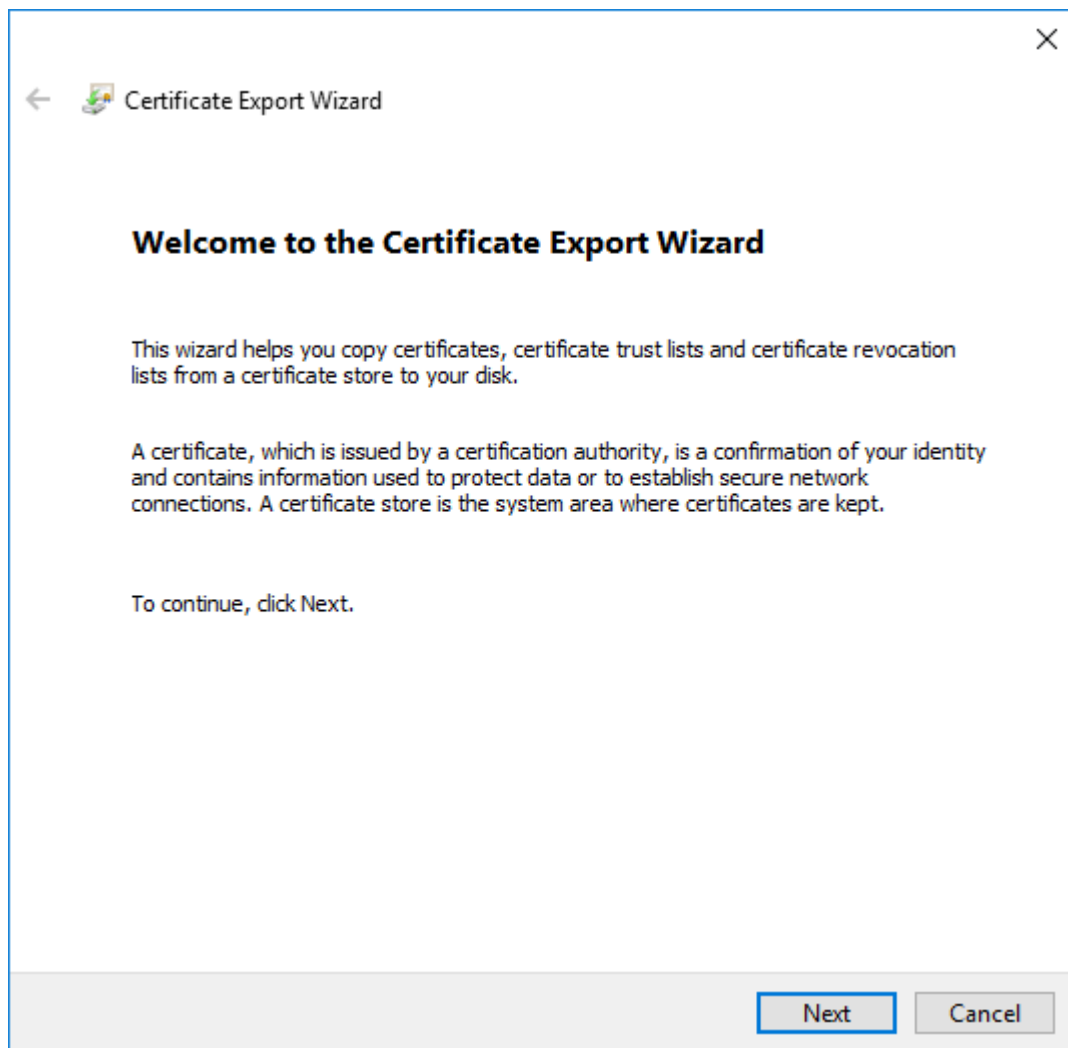 Certificate Export Wizard
Welcome to the Certificate Export Wizard
This wizard helps you copy certificates, certificate trust lists and certificate revocation
lists from a certificate store to your disk.
A certificate, which is issued by a certification authority, is a confirmation of your identity
and contains information used to protect data or to establish secure network
connections. A certificate store is the system area where certificates are kept.
To continue, click Next.
Next Cancel